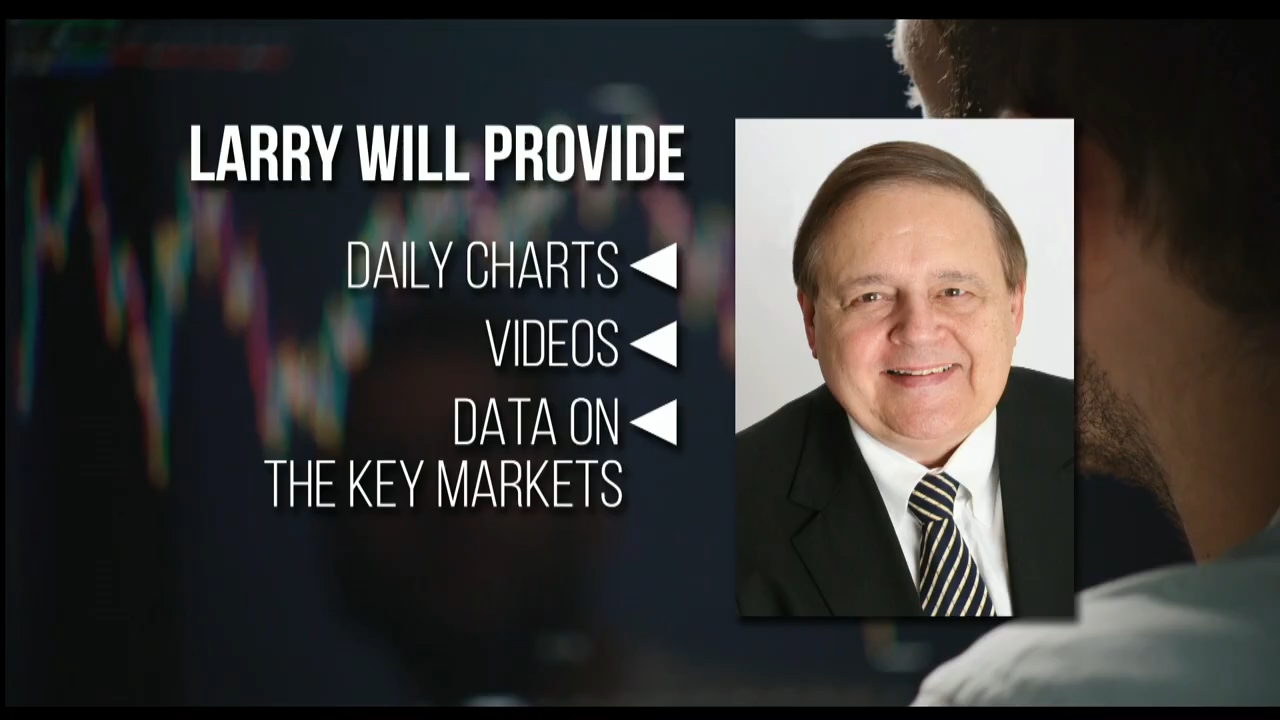 LARRY WILL PROVIDE
DAILY CHARTS
VIDEOS
DATA ON
THE KEY MARKETS